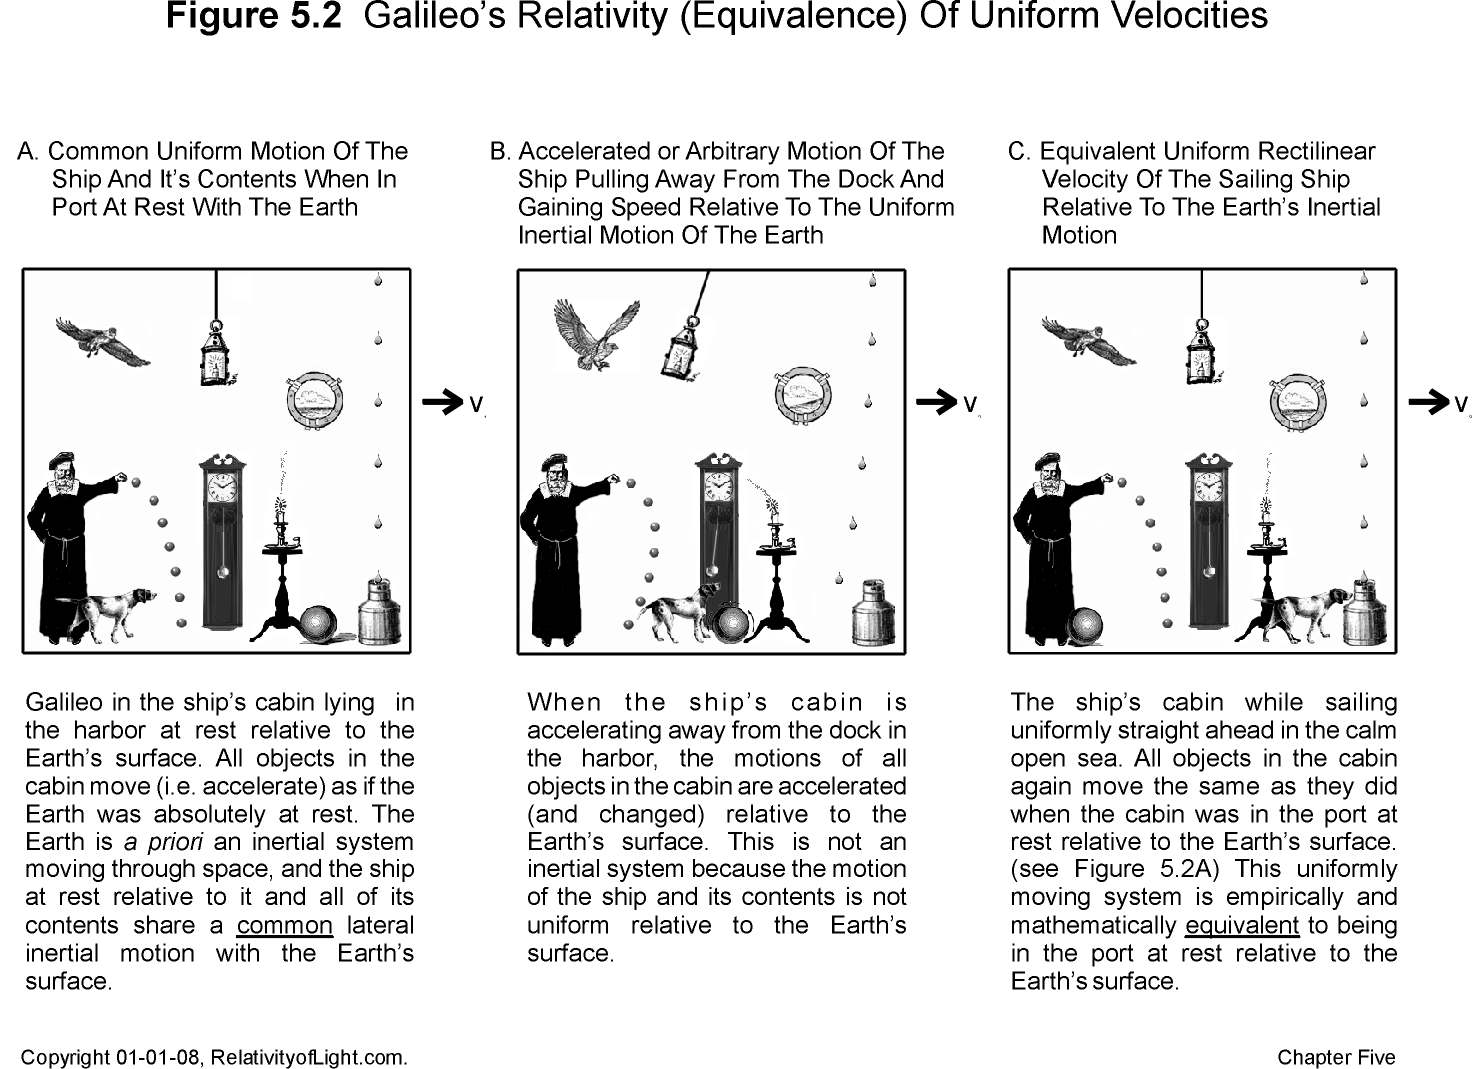 Figure 5.2 Galileo's Relativity (Equivalence) Of Uniform Velocities
A. Common Uniform Motion Of The
Ship And It's Contents When In
Port At Rest With The Earth
B. Accelerated or Arbitrary Motion Of The
Ship Pulling Away From The Dock And
Gaining Speed Relative To The Uniform
Inertial Motion Of The Earth
C. Equivalent Uniform Rectilinear
Velocity Of The Sailing Ship
Relative To The Earth's Inertial
Motion
v
v
v
Galileo in the ship's cabin lying in
the harbor at rest relative to the
Earth's surface. All objects in the
cabin move (i.e. accelerate) as if the
Earth was absolutely at rest. The
Earth is a priori an inertial system
moving through space, and the ship
at rest relative to it and all of its
contents share a common lateral
inertial motion with the Earth's
surface.
When the ship's cabin is
accelerating away from the dock in
the harbor, the motions of all
objects in the cabin are accelerated
(and changed) relative to the
Earth's surface. This is not an
inertial system because the motion
of the ship and its contents is not
uniform relative to the Earth's
surface.
The ship's cabin while sailing
uniformly straight ahead in the calm
open sea. All objects in the cabin
again move the same as they did
when the cabin was in the port at
rest relative to the Earth's surface.
(see Figure 5.2A) This uniformly
moving system is empirically and
mathematically equivalent to being
in the port at rest relative to the
Earth's surface.
Copyright 01-01-08, RelativityofLight.com.
Chapter Five